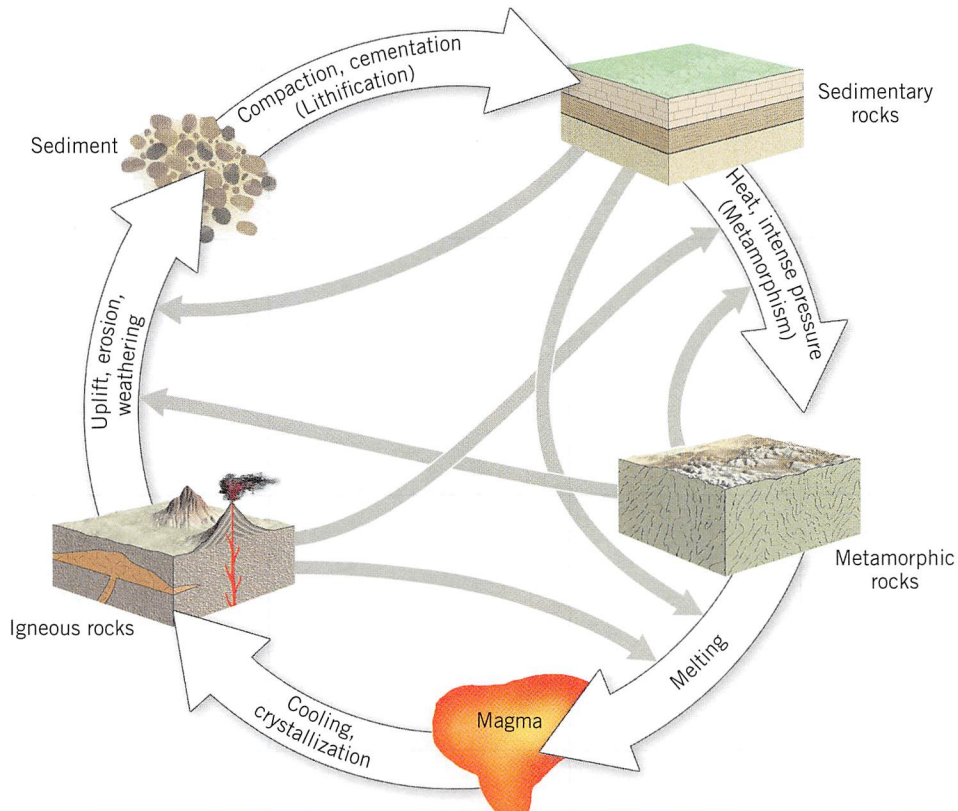 Compaction, cementation
(Lithification)
Sedimentary
rocks
Sediment
Heat, intense pressure
(Metamorphism)
Uplift, erosion,
weathering
Metamorphic
rocks
Igneous rocks
Melting
Magma
Cooling,
crystallization